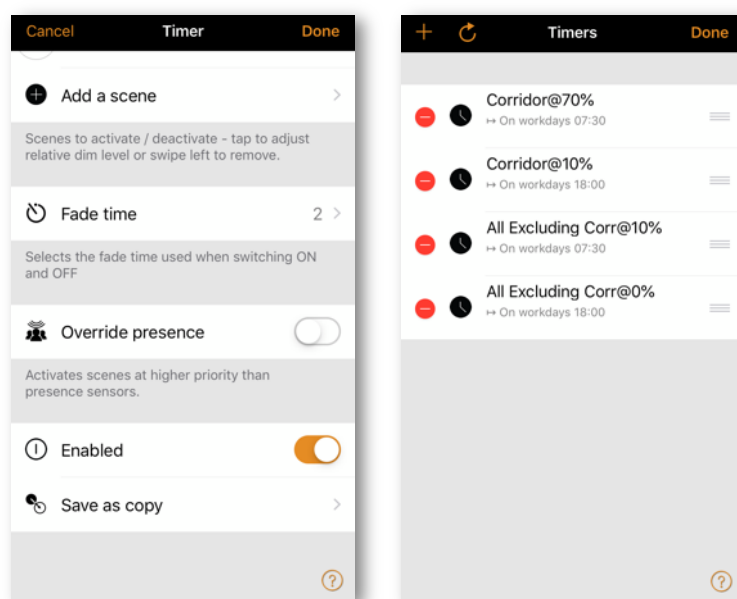 Cancel Timer Done
Add a scene
Scenes to activate / deactivate - tap to adjust
relative dim level or swipe left to remove.
Fade time 2
Selects the fade time used when switching ON
and OFF
Override presence
Activates scenes at higher priority than
presence sensors.
Enabled
Save as copy
?
+ Timers Done
Corridor@70%
↦ On workdays 07:30
Corridor@10%
↦ On workdays 18:00
All Excluding Corr@10%
↦ On workdays 07:30
All Excluding Corr@0%
↦ On workdays 18:00
?